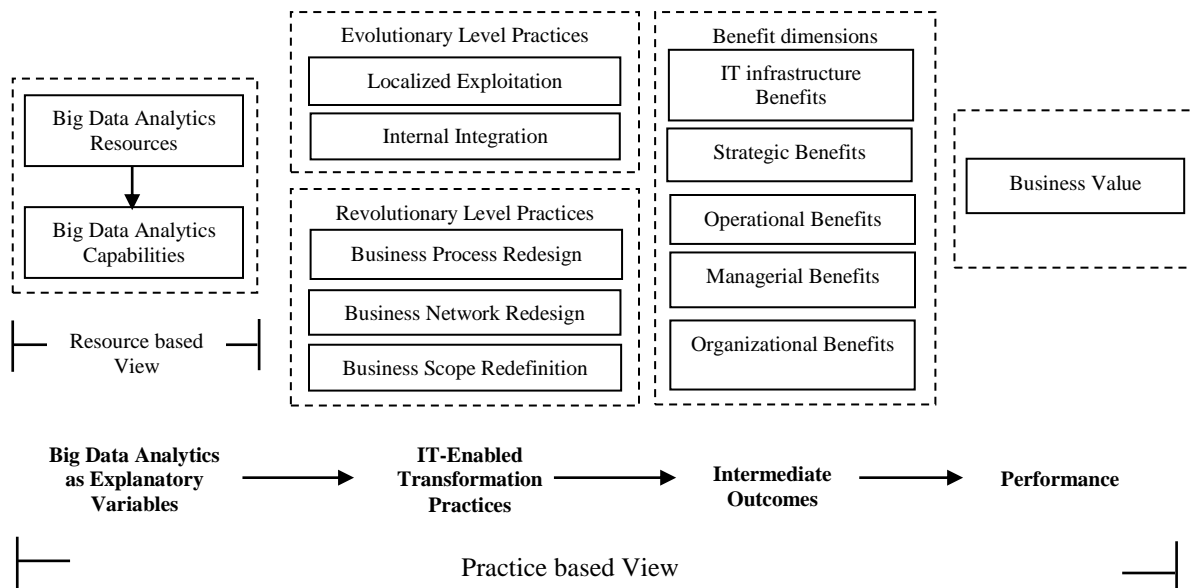 Big Data Analytics
Resources
Big Data Analytics
Capabilities
Resource based
View
Evolutionary Level Practices
Localized Exploitation
Internal Integration
Revolutionary Level Practices
Business Process Redesign
Business Network Redesign
Business Scope Redefinition
Benefit dimensions
IT infrastructure
Benefits
Strategic Benefits
Operational Benefits
Managerial Benefits
Organizational Benefits
Business Value
Big Data Analytics
as Explanatory
Variables
IT-Enabled
Transformation
Practices
Intermediate
Outcomes
Performance
Practice based View